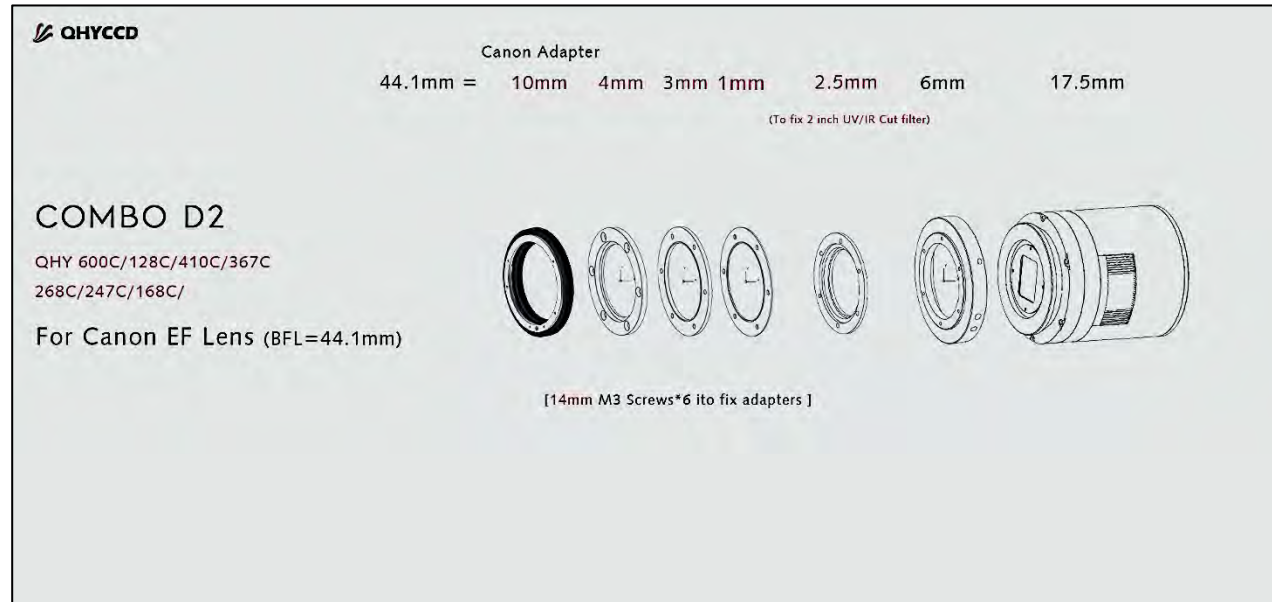 QHYCCD
Canon Adapter
44.1mm = 10mm 4mm 3mm 1mm 2.5mm 6mm 17.5mm
(To fix 2 inch UV/IR Cut filter)
COMBO D2
QHY 600C/128C/410C/367C
268C/247C/168C/
For Canon EF Lens (BFL=44.1mm)
[14mm M3 Screws*6 ito fix adapters ]